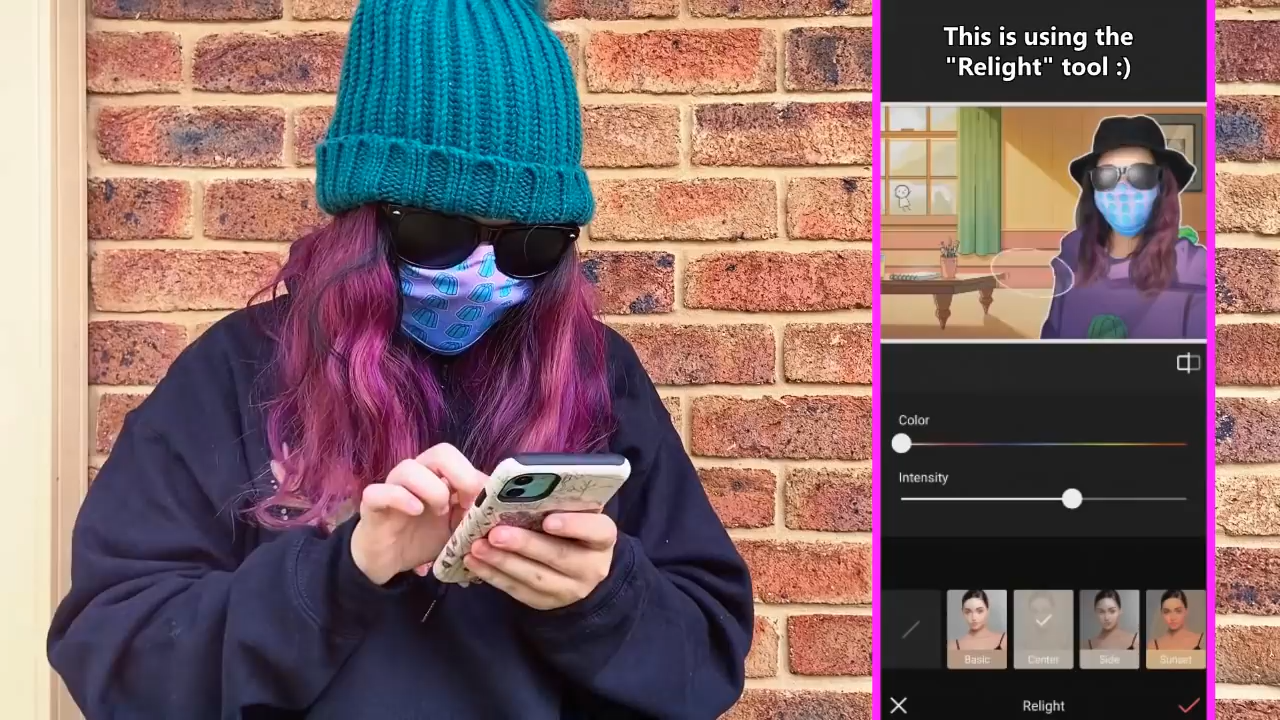 This is using the
"Relight" tool :)
Color
Intensity
Basic
Center
Side
Sunset
Relight